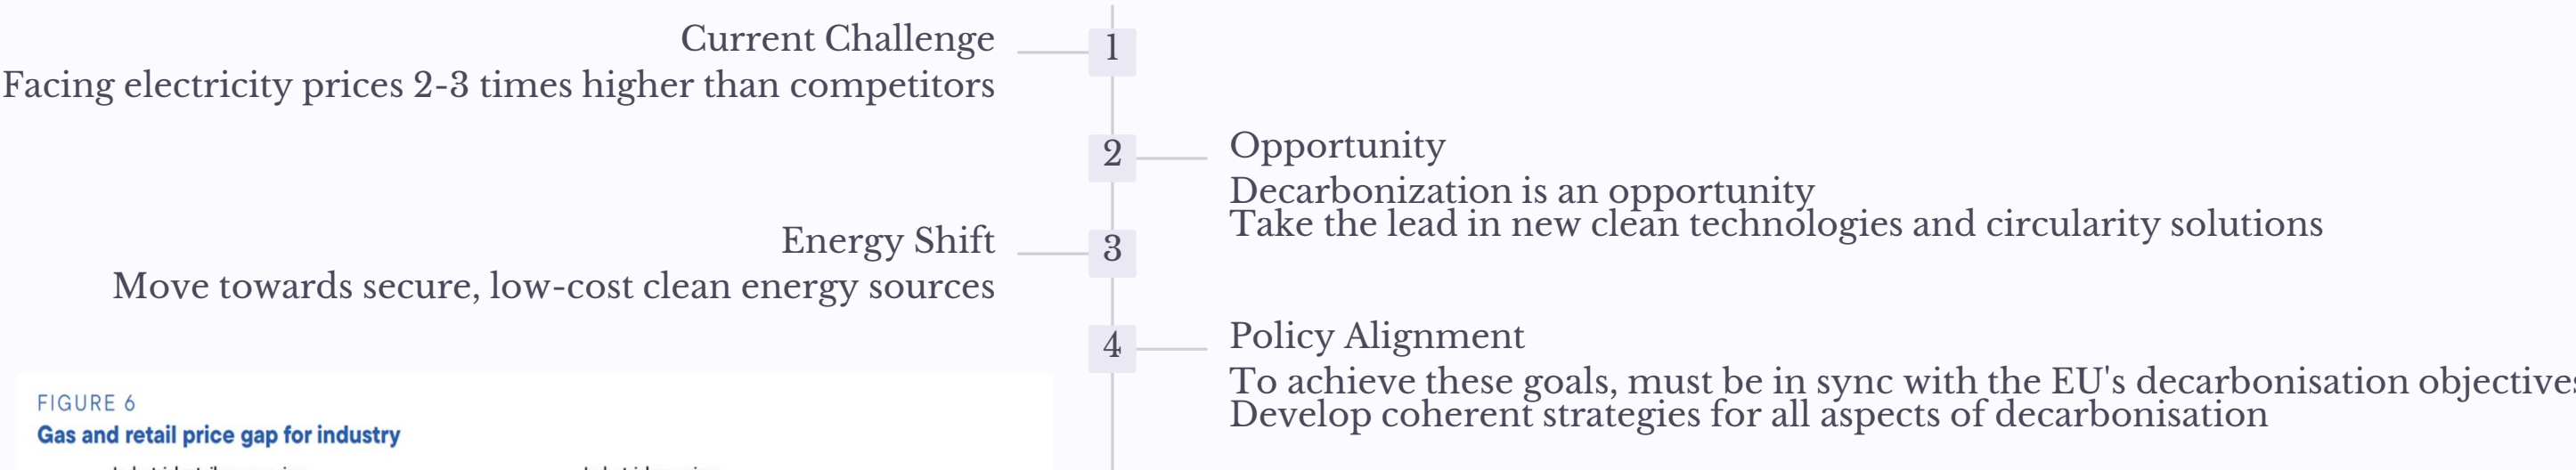 Current Challenge
1
Facing electricity prices 2-3 times higher than competitors
2
Opportunity
Decarbonization is an opportunity
Take the lead in new clean technologies and circularity solutions
Energy Shift
3
Move towards secure, low-cost clean energy sources
4
Policy Alignment
To achieve these goals, must be in sync with the EU's decarbonisation objectives
Develop coherent strategies for all aspects of decarbonisation
FIGURE 6
Gas and retail price gap for industry